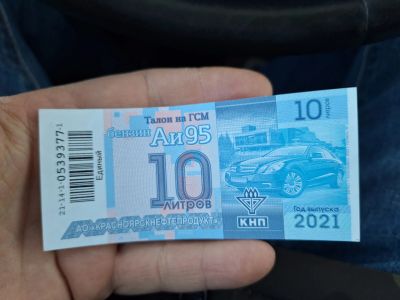 Талон на ГСМ
бензин Аи95
10
ЛИТРОВ
АО «КРАСНОЯРСКНЕФТЕПРОДУКТ»
10
литров
КНП
Год выпуска
2021
Единый
21-14-1-0539377-1